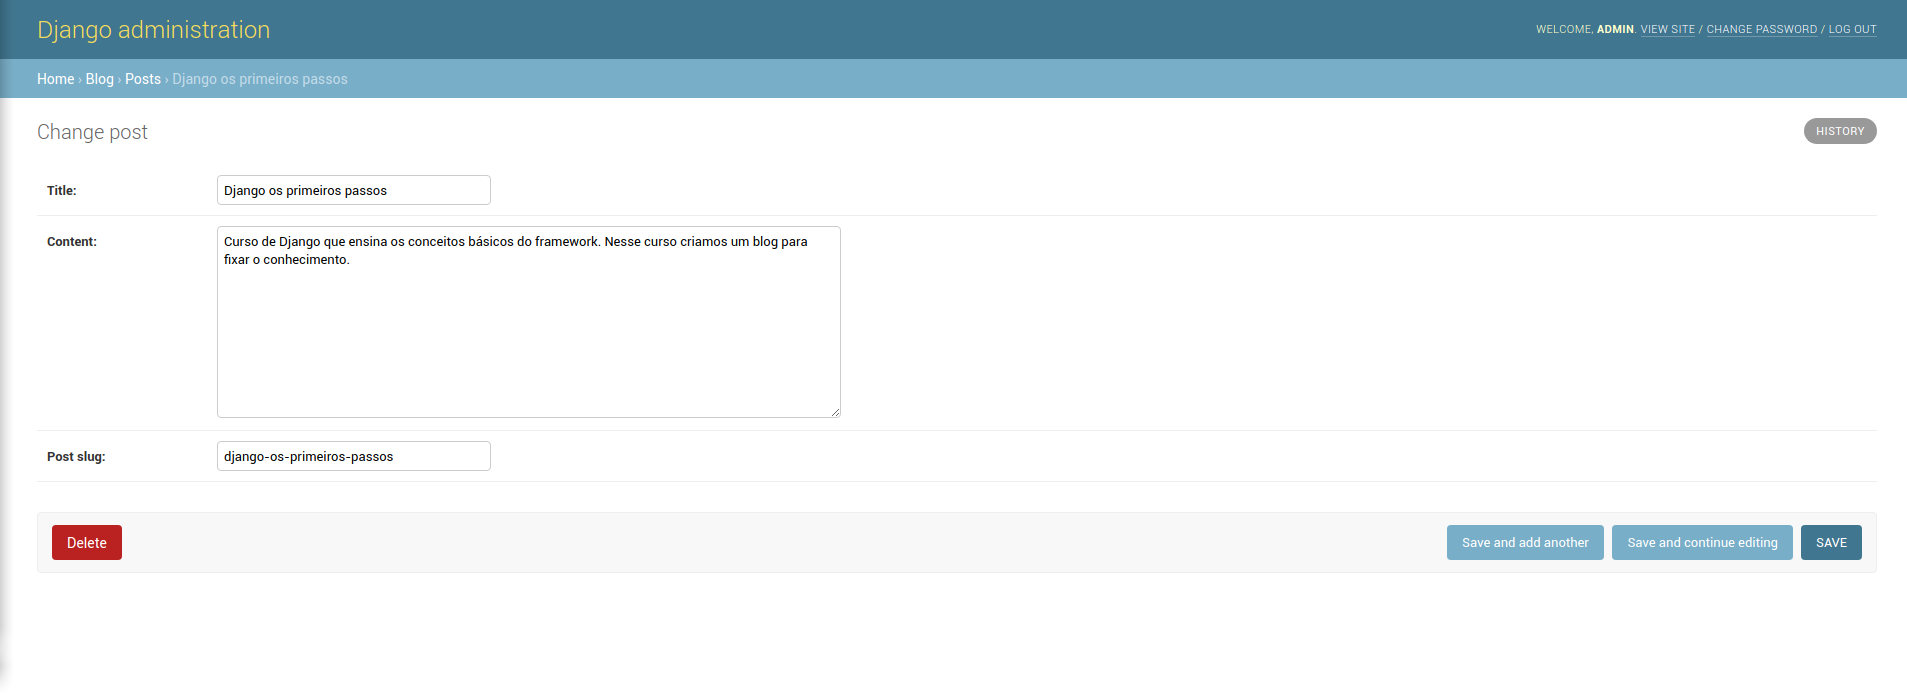 Django administration
WELCOME, ADMIN. VIEW SITE / CHANGE PASSWORD / LOG OUT
Home › Blog › Posts › Django os primeiros passos
Change post
HISTORY
Title:
Django os primeiros passos
Content:
Curso de Django que ensina os conceitos básicos do framework. Nesse curso criamos um blog para
fixar o conhecimento.
Post slug:
django-os-primeiros-passos
Delete
Save and add another
Save and continue editing
SAVE